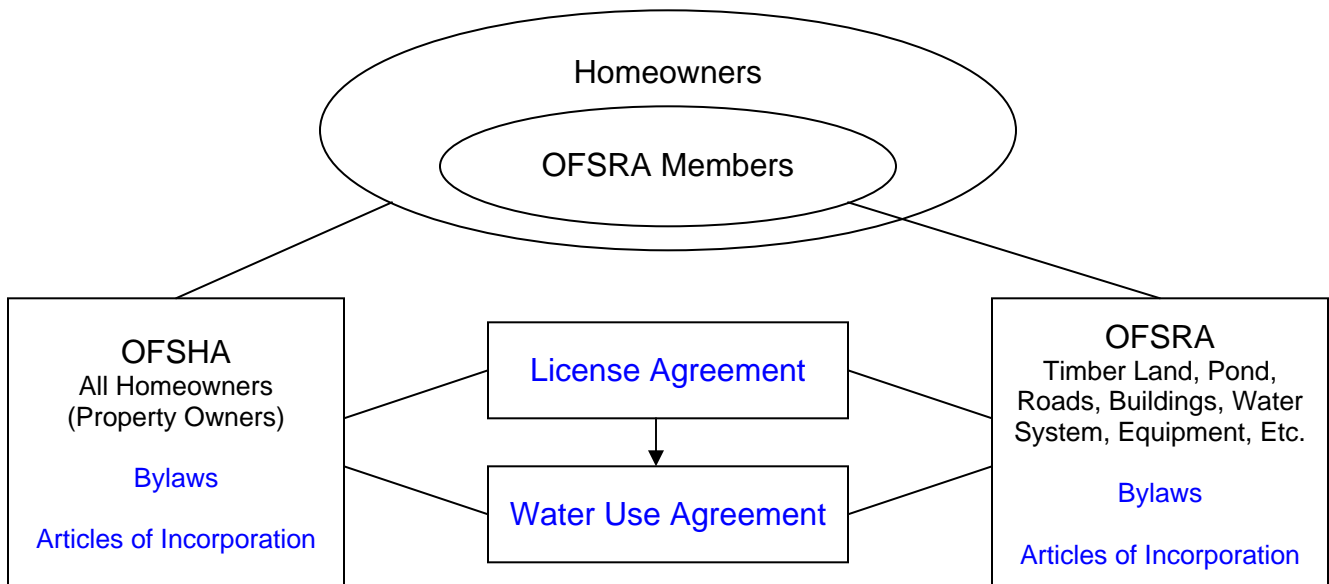 Homeowners
OFSRA Members
OFSHA
All Homeowners
(Property Owners)
Bylaws
Articles of Incorporation
License Agreement
Water Use Agreement
OFSRA
Timber Land, Pond,
Roads, Buildings, Water
System, Equipment, Etc.
Bylaws
Articles of Incorporation